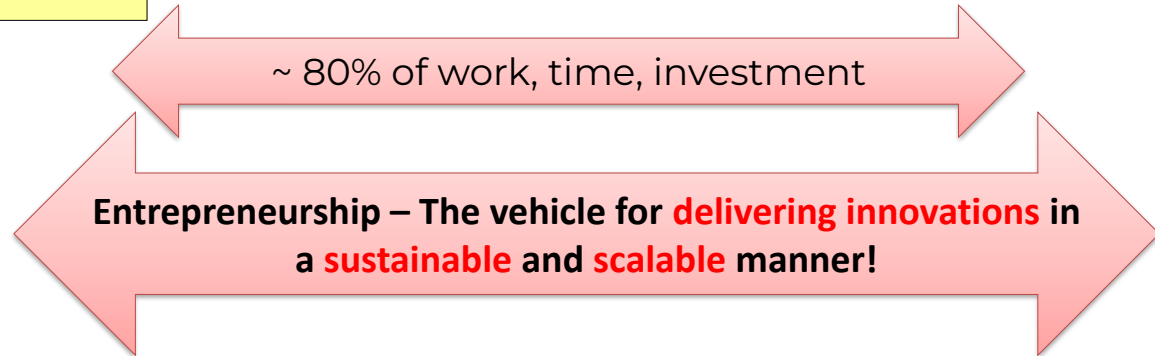 ~ 80% of work, time, investment
Entrepreneurship – The vehicle for delivering innovations in
a sustainable and scalable manner!